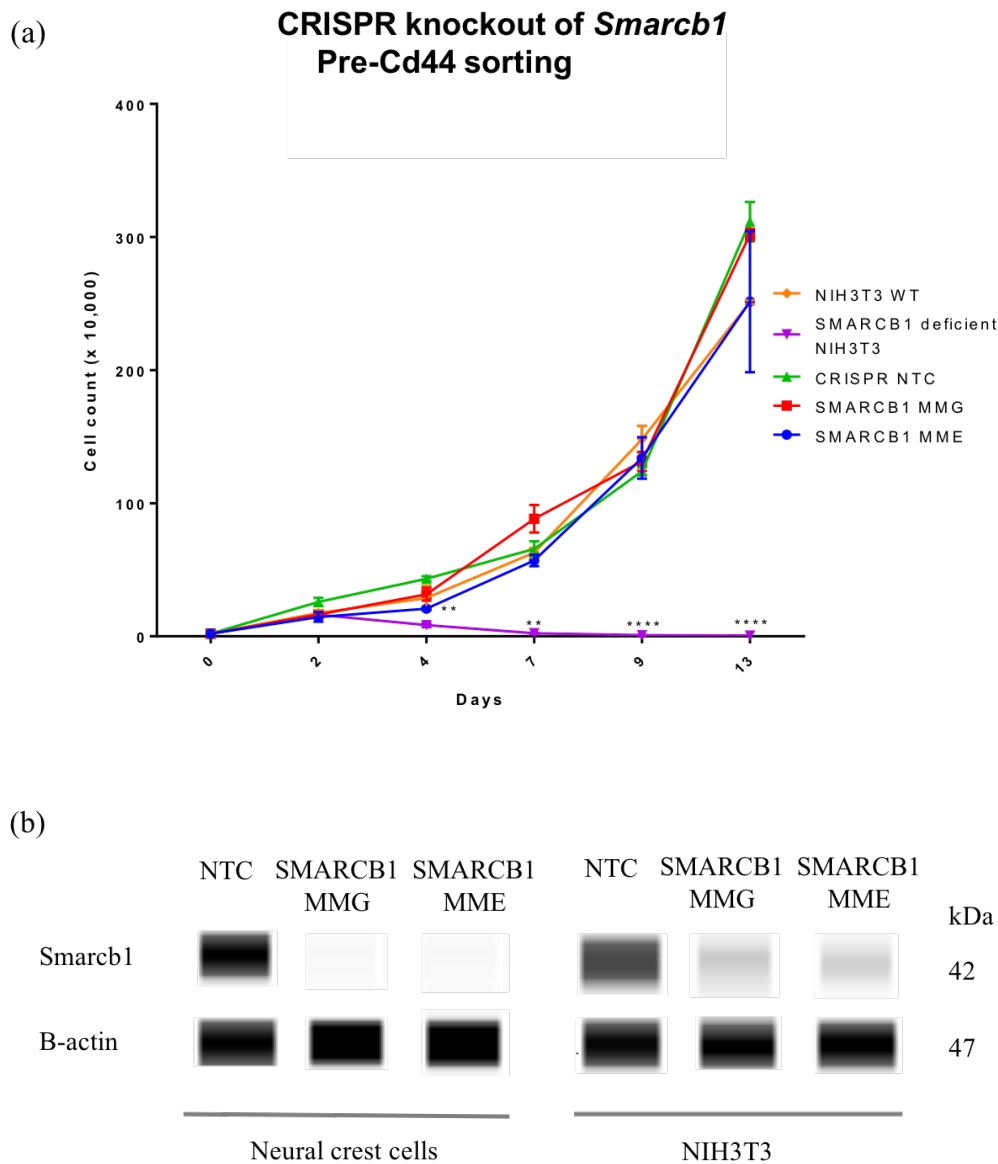 (a)
CRISPR knockout of Smarcb1
Pre-Cd44 sorting
400
300
200
100
0
Cell count (x 10,000)
0 2 4 7 9 13
Days
**
**
****
****
NIH3T3 WT
SMARCB1 deficient
NIH3T3
CRISPR NTC
SMARCB1 MMG
SMARCB1 MME
(b)
NTC SMARCB1 SMARCB1 NTC SMARCB1 SMARCB1
MMG MME MMG MME
kDa
Smarcb1 42
B-actin 47
Neural crest cells NIH3T3